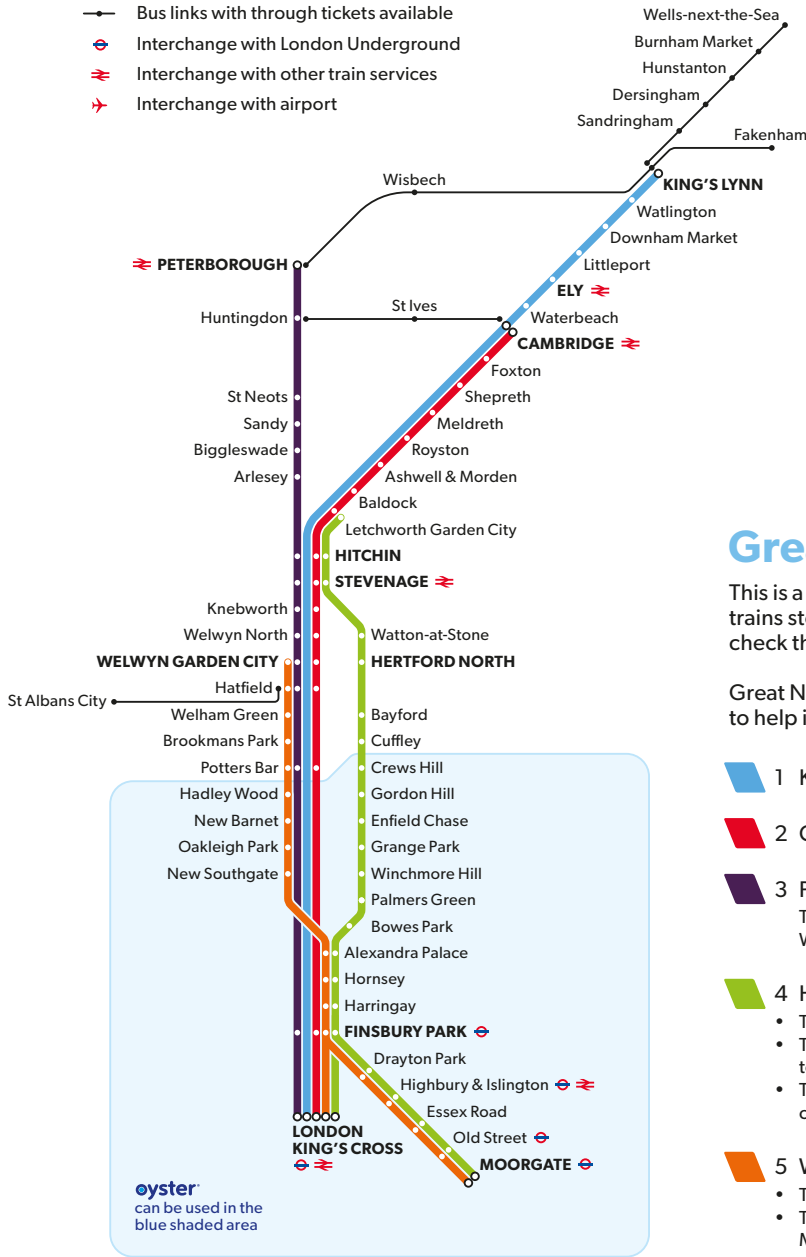 Bus links with through tickets available
Interchange with London Underground
Interchange with other train services
Interchange with airport
Wells-next-the-Sea
Burnham Market
Hunstanton
Dersingham
Sandringham
Fakenham
Wisbech
KING'S LYNN
Watlington
Downham Market
Littleport
ELY
Waterbeach
CAMBRIDGE
PETERBOROUGH
Huntingdon
St Ives
Foxton
Shepreth
Meldreth
Royston
Ashwell & Morden
Baldock
Letchworth Garden City
St Neots
Sandy
Biggleswade
Arlesey
HITCHIN
STEVENAGE
Knebworth
Welwyn North
WELWYN GARDEN CITY
Hatfield
St Albans City
Welham Green
Brookmans Park
Potters Bar
Hadley Wood
New Barnet
Oakleigh Park
New Southgate
Watton-at-Stone
HERTFORD NORTH
Bayford
Cuffley
Crews Hill
Gordon Hill
Enfield Chase
Grange Park
Winchmore Hill
Palmers Green
Bowes Park
Alexandra Palace
Hornsey
Harringay
FINSBURY PARK
Drayton Park
Highbury & Islington
Essex Road
Old Street
MOORGATE
LONDON
KING'S CROSS
oyster
can be used in the
blue shaded area
Gre
This is a
trains st
check th
Great N
to help i
1 K
2 C
3 P
T
W
4 H
• T
• T
t
• T
c
5 W
• T
• T
M